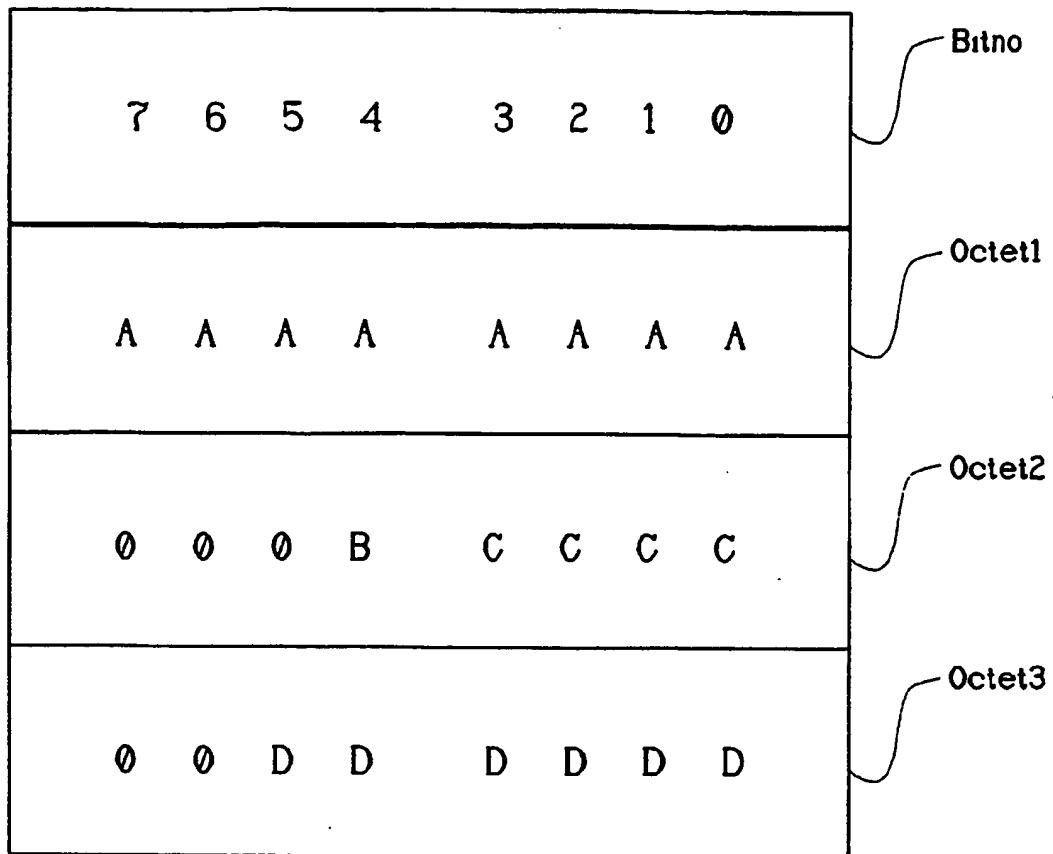 Bitno
7 6 5 4 3 2 1 0
Octet1
A A A A A A A A
Octet2
0 0 0 B C C C C
Octet3
0 0 D D D D D D